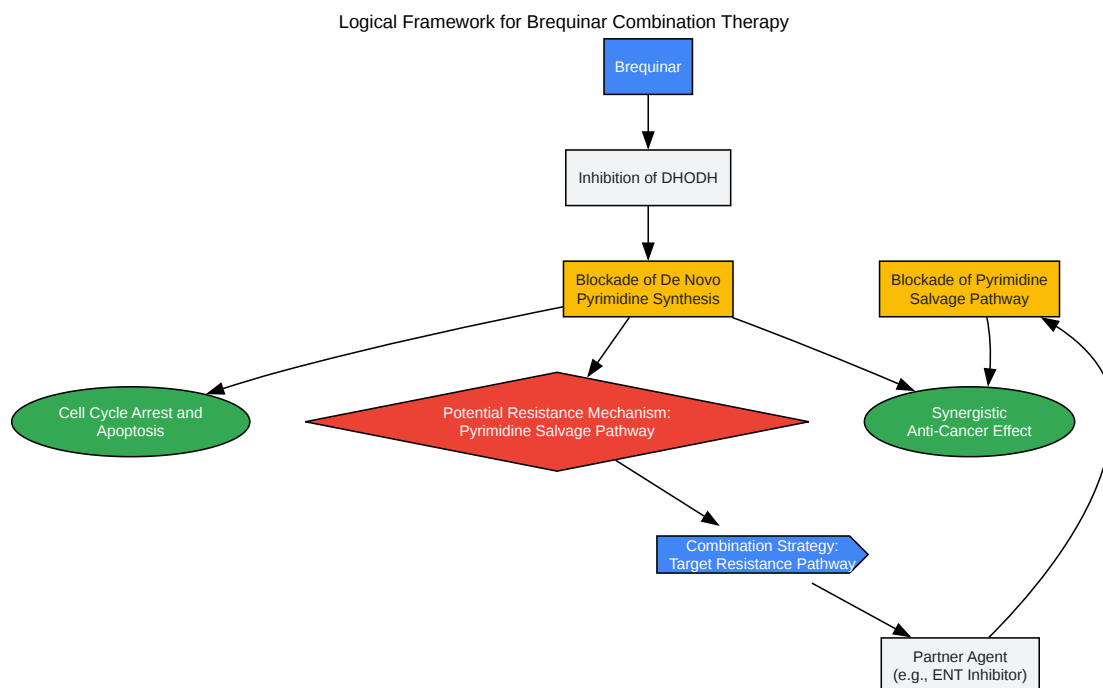 Logical Framework for Brequinar Combination Therapy
Brequinar
Inhibition of DHODH
Blockade of De Novo
Pyrimidine Synthesis
Blockade of Pyrimidine
Salvage Pathway
Cell Cycle Arrest and
Apoptosis
Potential Resistance Mechanism:
Pyrimidine Salvage Pathway
Synergistic
Anti-Cancer Effect
Combination Strategy:
Target Resistance Pathway
Partner Agent
(e.g., ENT Inhibitor)